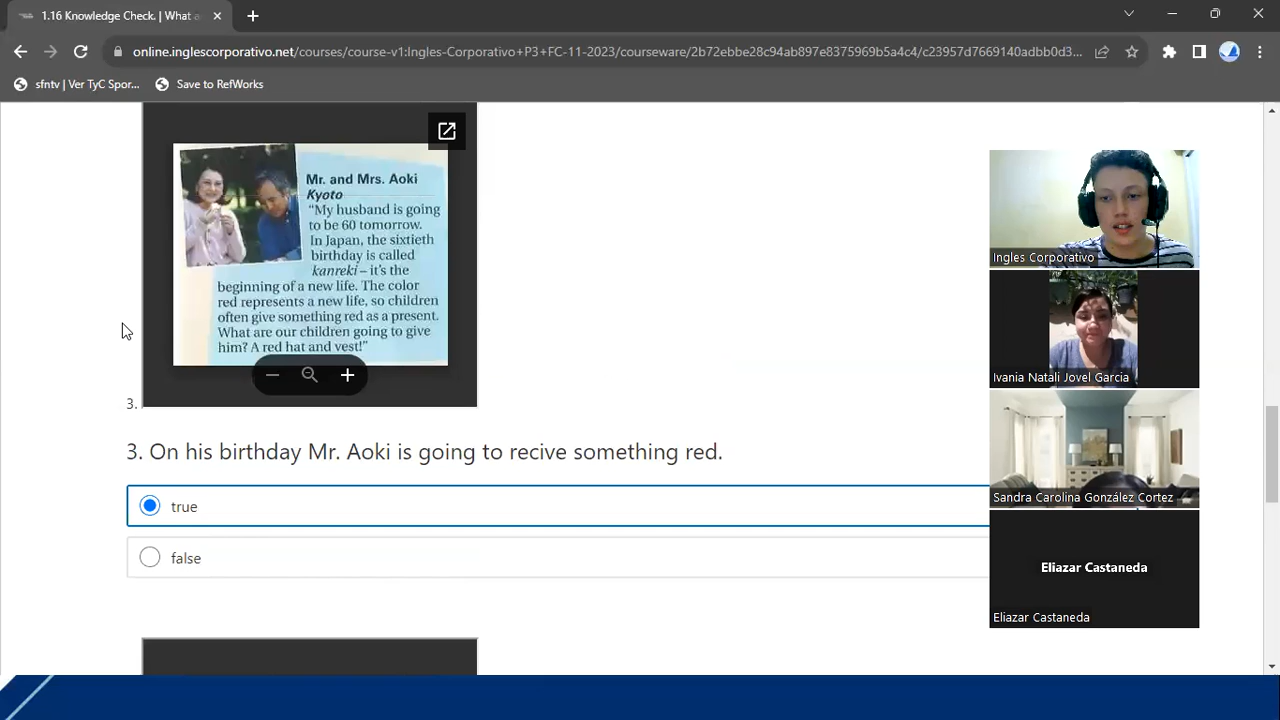 1.16 Knowledge Check. | What a
online.inglescorporativo.net/courses/course-v1:Ingles-Corporativo+P3+FC-11-2023/courseware/2b72ebbe28c94ab897e8375969b5a4c4/c23957d7669140adbb0d3...
sfntv | Ver TyC Spor...
Save to RefWorks
Mr. and Mrs. Aoki
Kyoto
"My husband is going
to be 60 tomorrow.
In Japan, the sixtieth
birthday is called
kanreki – it's the
beginning of a new life. The color
red represents a new life, so children
often give something red as a present.
What are our children going to give
him? A red hat and vest!"
3.
3. On his birthday Mr. Aoki is going to recive something red.
true
false
Ingles Corporativo
Ivania Natali Jovel Garcia
Sandra Carolina González Cortez
Eliazar Castaneda
Eliazar Castaneda